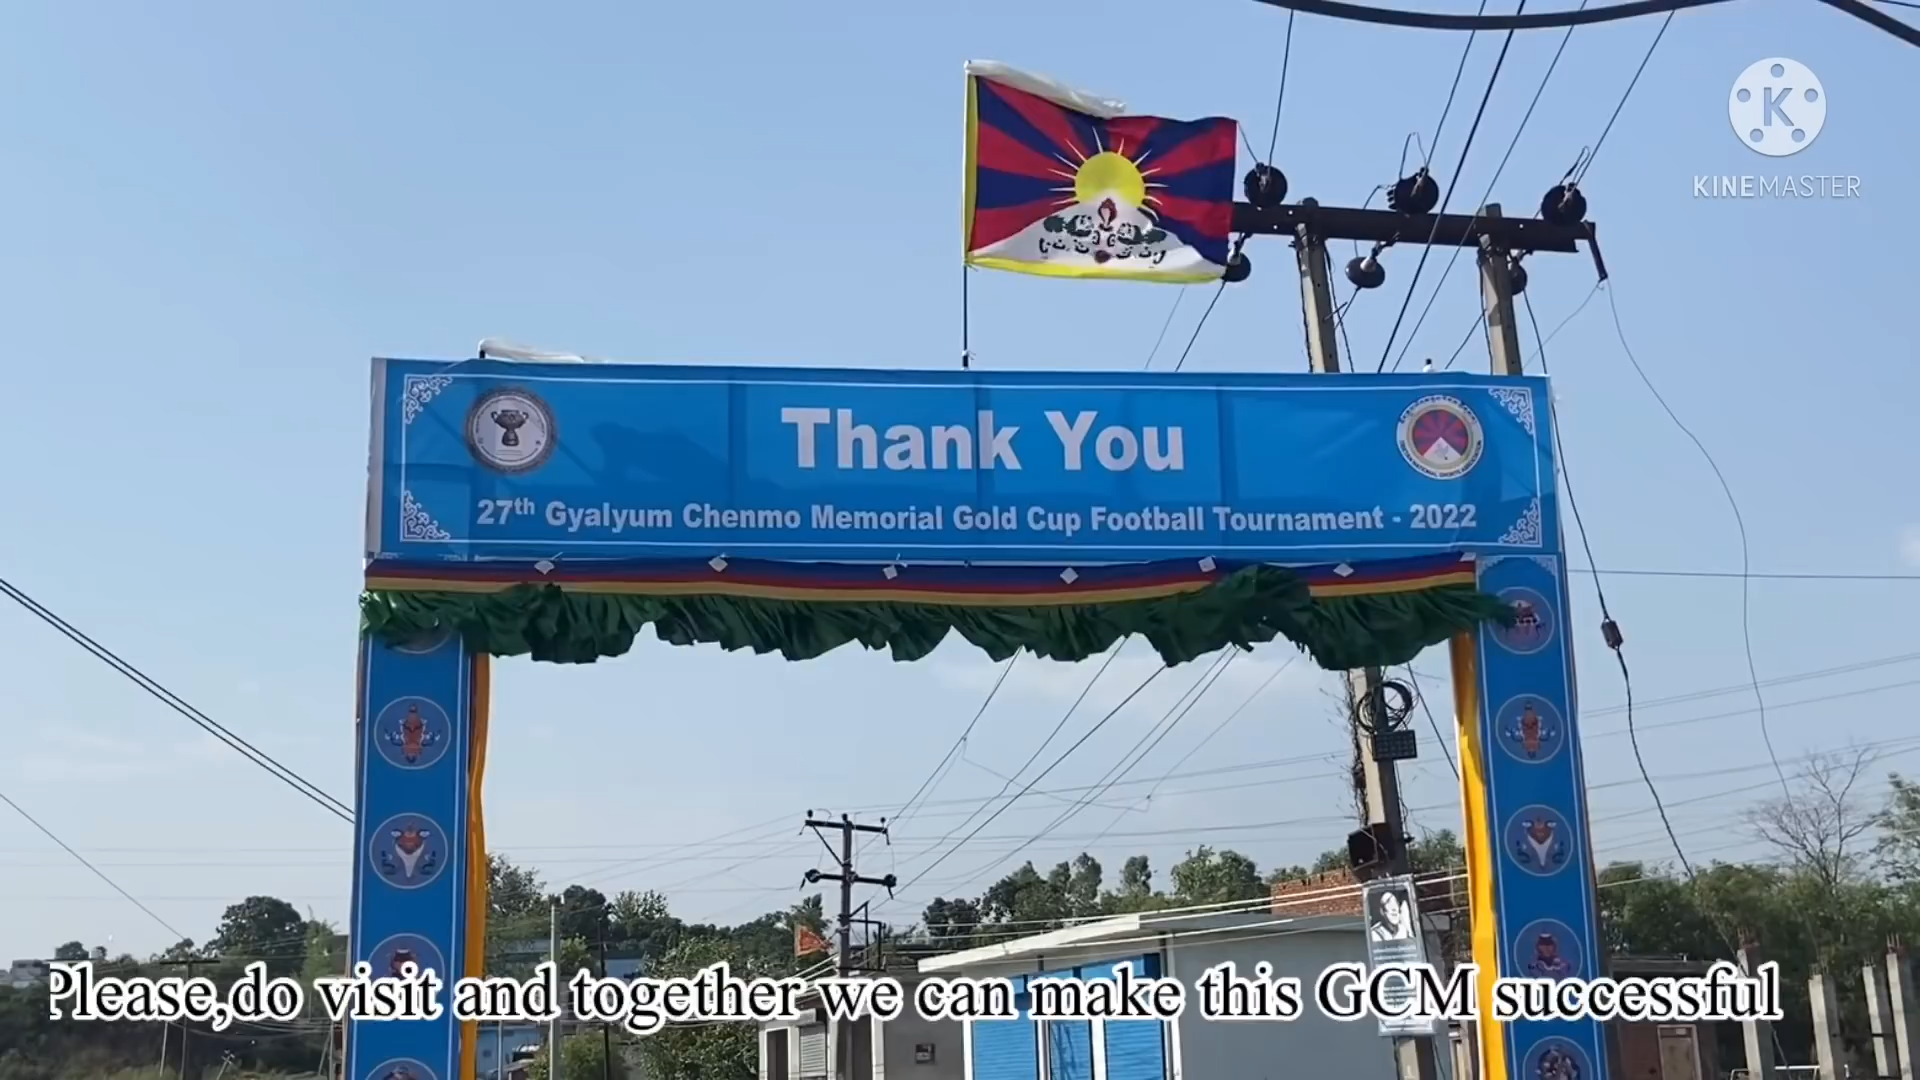 K
KINEMASTER
Thank You
27th Gyalyum Chenmo Memorial Gold Cup Football Tournament - 2022
Please,do visit and together we can make this GCM successful